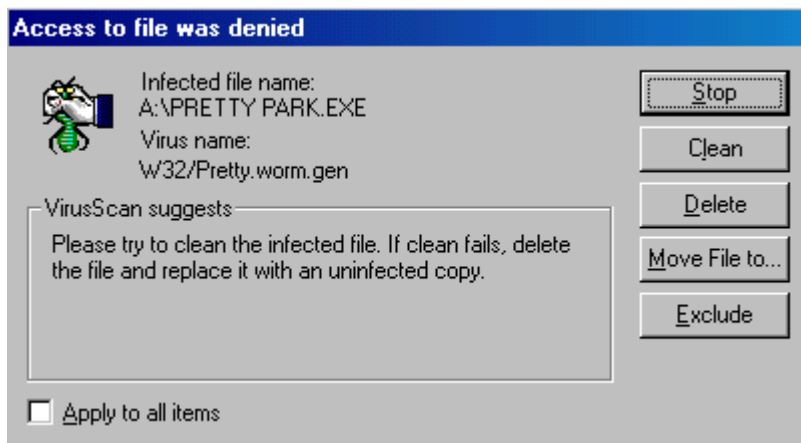 Access to file was denied
Infected file name:
A:\PRETTY PARK.EXE
Virus name:
W32/Pretty.worm.gen
VirusScan suggests
Please try to clean the infected file. If clean fails, delete
the file and replace it with an uninfected copy.
Apply to all items
Stop
Clean
Delete
Move File to...
Exclude